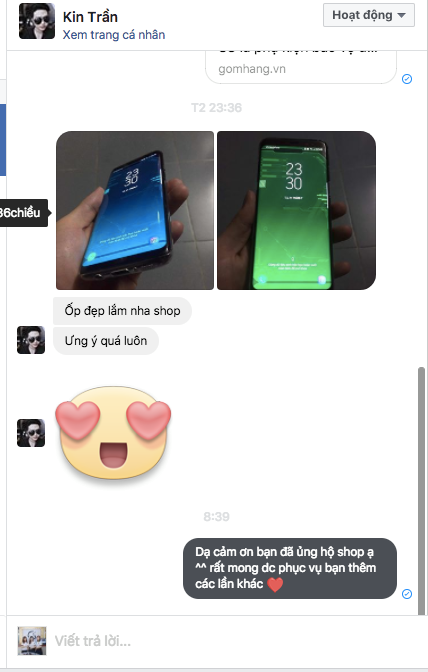 Kin Trần
Xem trang cá nhân
Hoạt động
gomhang.vn
T2 23:36
23
30
23
30
36chiều
Ốp đẹp lắm nha shop
Ưng ý quá luôn
8:39
Dạ cảm ơn bạn đã ủng hộ shop ạ
^^ rất mong dc phục vụ bạn thêm
các lần khác ❤️
Viết trả lời...